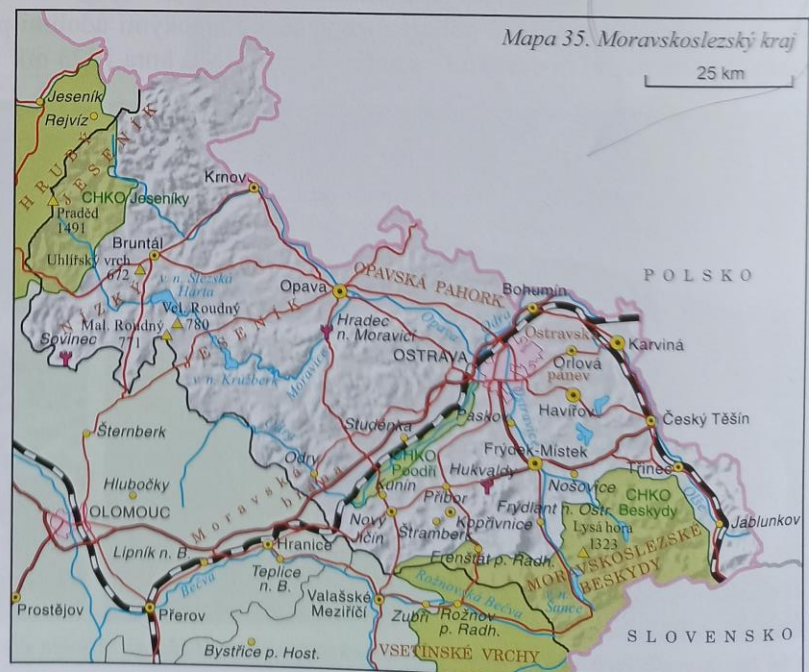 Mapa 35. Moravskoslezský kraj
25 km
Jeseník
Rejvíz
HRUBÝ
JESENÍK
CHKO Jeseníky
Praděd
1491
Krnov
Bruntál
Uhlířský vrch
672
v. n. Slezská
Harta
Vel. Roudný
780
Mal. Roudný
771
NÍZKÝ
JESENÍK
Sovinec
Opava
OPAVSKÁ PAHORK
Hradec
n. Moravicí
Opava
Odra
Bohumín
POLSKO
OSTRAVA
Ostravská
pánev
Orlová
Karviná
Havířov
v. n. Kružberk
Moravice
Ostravice
Paskov
Český Těšín
Šternberk
Studénka
Odry
Odra
CHKO
Poodří
Kunín
Hukvaldy
Frýdek-Místek
Třinec
Nošovice
Olše
CHKO
Beskydy
Hlubočky
OLOMOUC
Moravská
brána
Příbor
Kopřivnice
Nový
Jičín
Štramberk
Frýdlant n. Ostr.
Lysá hora
1323
Jablunkov
Lipník n. B.
Hranice
Frenštát p. Radh.
MORAVSKOSLEZSKÉ
BESKYDY
Bečva
Teplice
n. B.
Valašské
Meziříčí
Rožnovská Bečva
v. n.
Šance
Prostějov
Přerov
Zubří
Rožnov
p. Radh.
SLOVENSKO
Bystřice p. Host.
VSETÍNSKÉ VRCHY